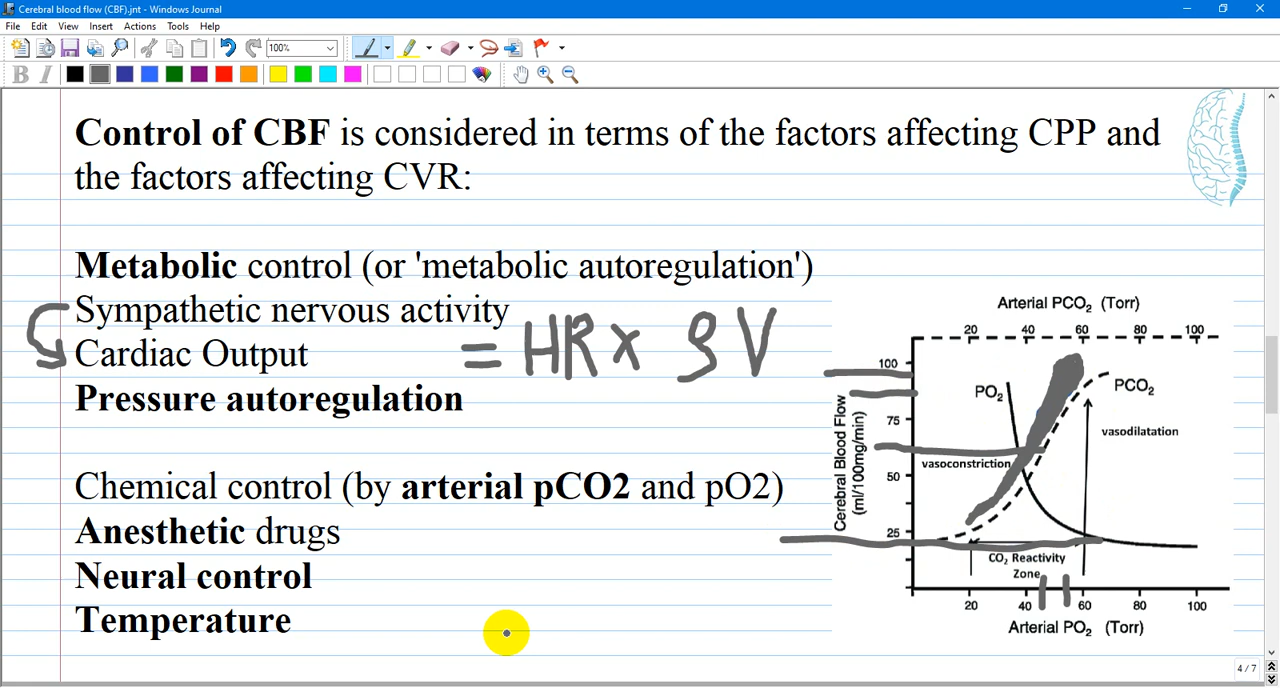 Cerebral blood flow (CBF).jnt - Windows Journal
File Edit View Insert Actions Tools Help
100%
B I
Control of CBF is considered in terms of the factors affecting CPP and
the factors affecting CVR:
Metabolic control (or 'metabolic autoregulation')
Sympathetic nervous activity
Cardiac Output = HR x SV
Pressure autoregulation
Chemical control (by arterial pCO2 and pO2)
Anesthetic drugs
Neural control
Temperature
Arterial PCO2 (Torr)
20 40 60 80 100
100
75
50
25
Cerebral Blood Flow
(ml/100mg/min)
PO2
PCO2
vasodilatation
vasoconstriction
CO2 Reactivity
Zone
20 40 60 80 100
Arterial PO2 (Torr)
4 / 7